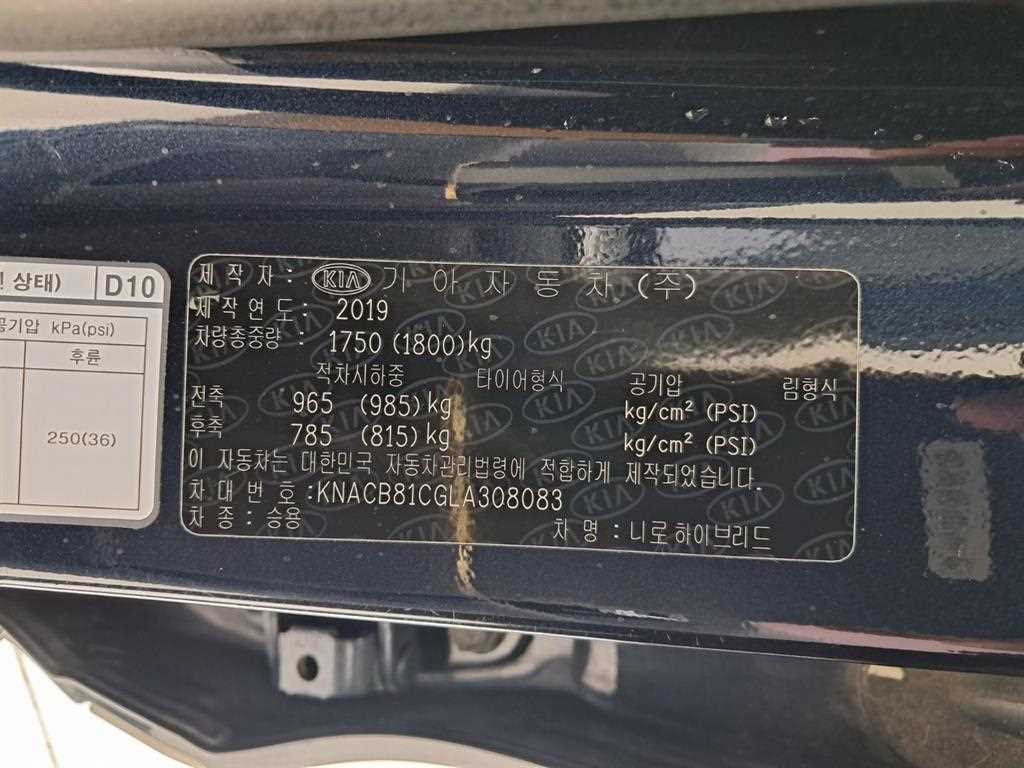 상태)
D10
공기압 kPa(psi)
후륜
250(36)
제 작 자 : KIA 기 아 자 동 차 (주)
제 작 연 도 : 2019
차량총중량 : 1750 (1800)kg
적차시하중 타이어형식 공기압 림형식
전축 965 (985)kg kg/cm² (PSI)
후축 785 (815)kg kg/cm² (PSI)
이 자동차는 대한민국 자동차관리법령에 적합하게 제작되었습니다.
차 대 번 호 :KNACB81CGLA308083
차 종 : 승용
차 명 : 니로하이브리드